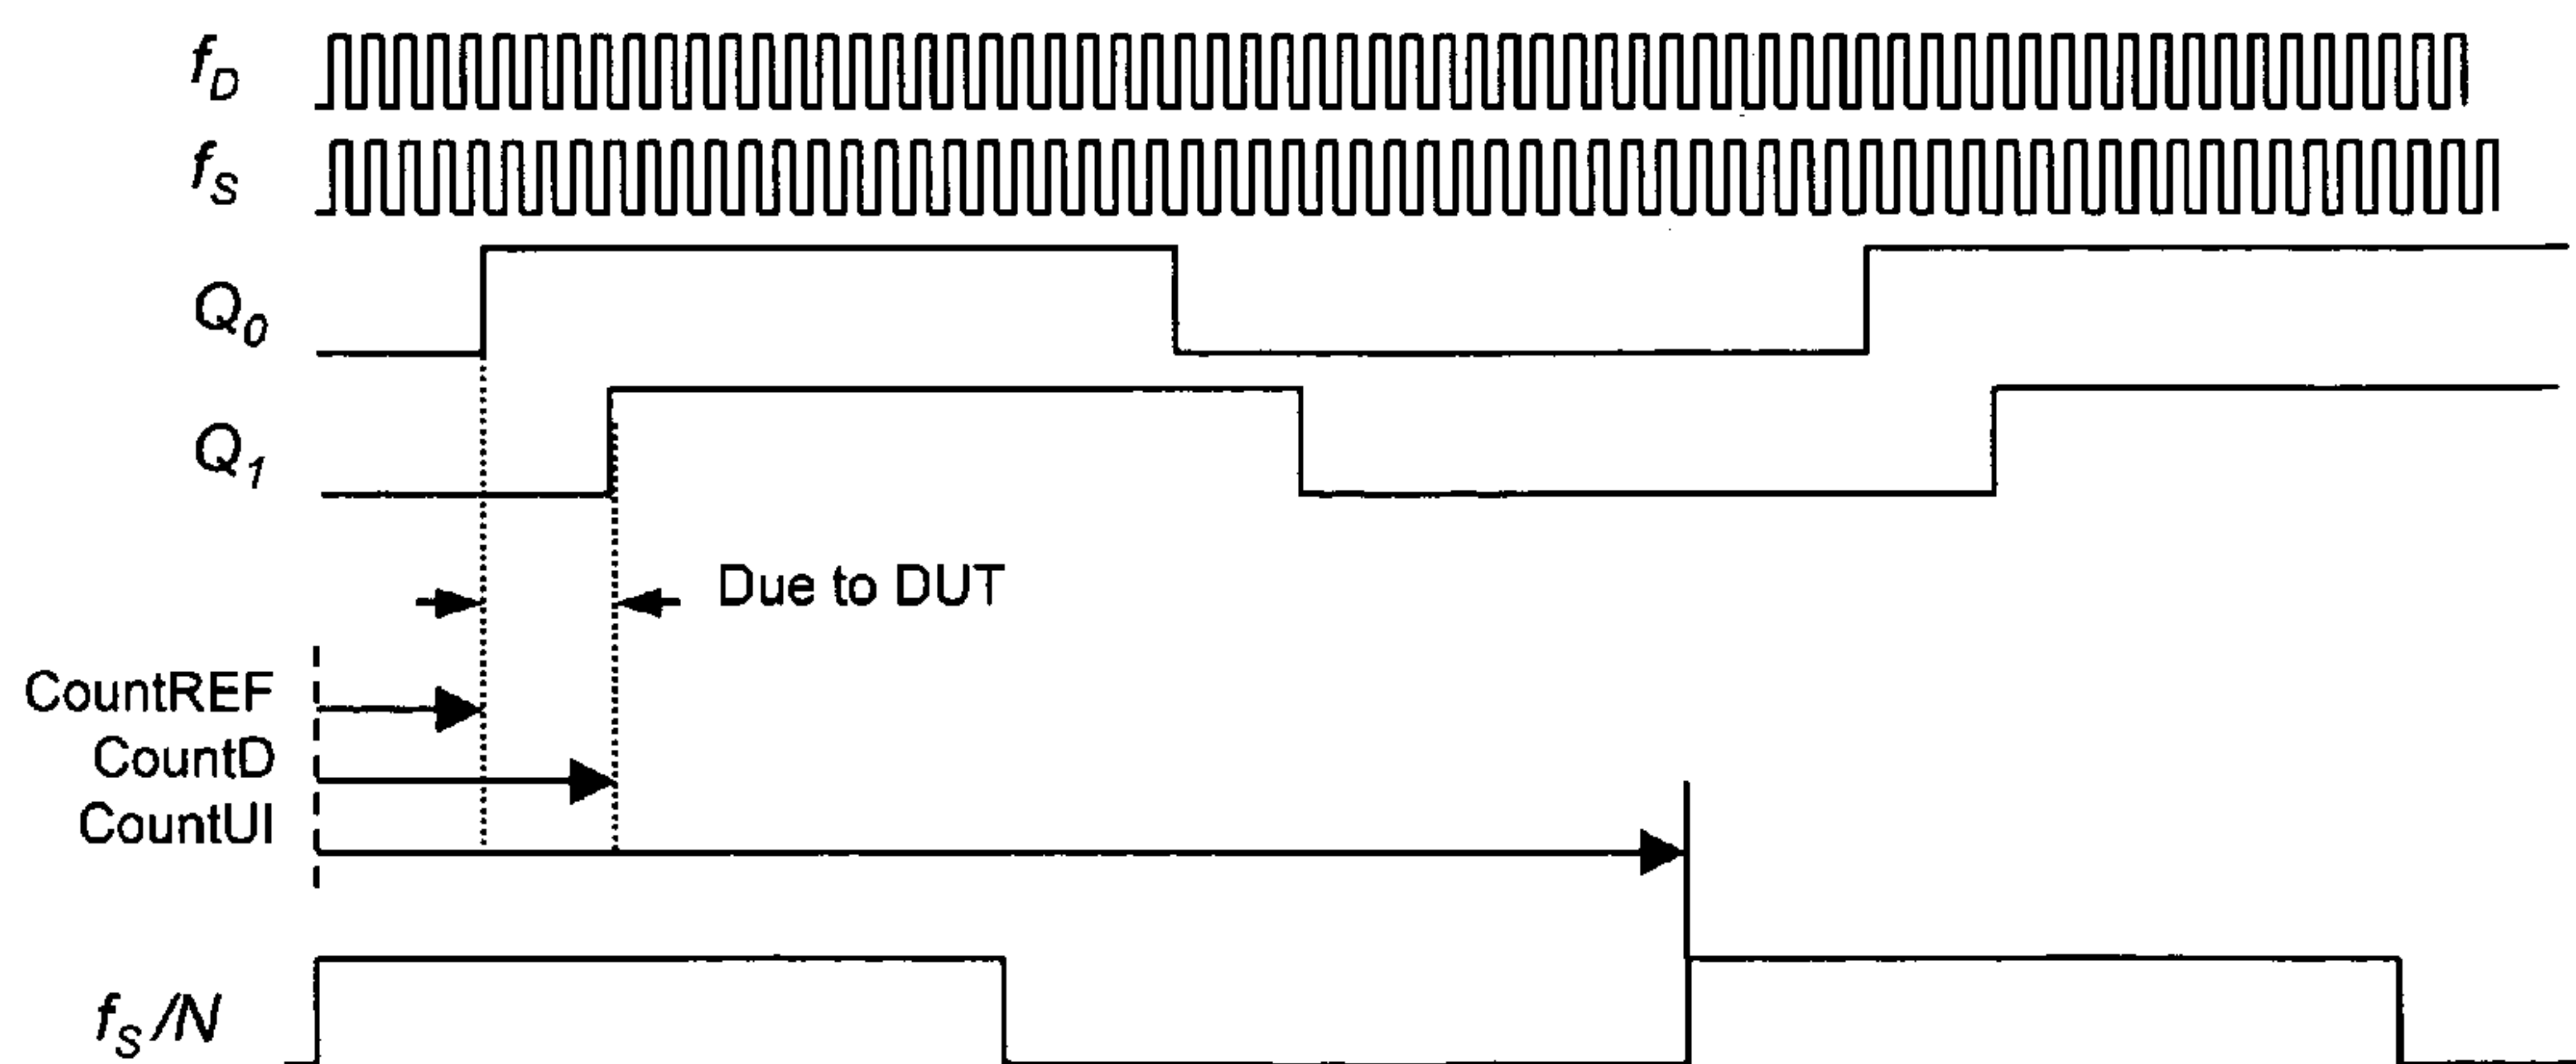 f_D
f_S
Q_0
Q_1
Due to DUT
CountREF
CountD
CountUI
f_S/N